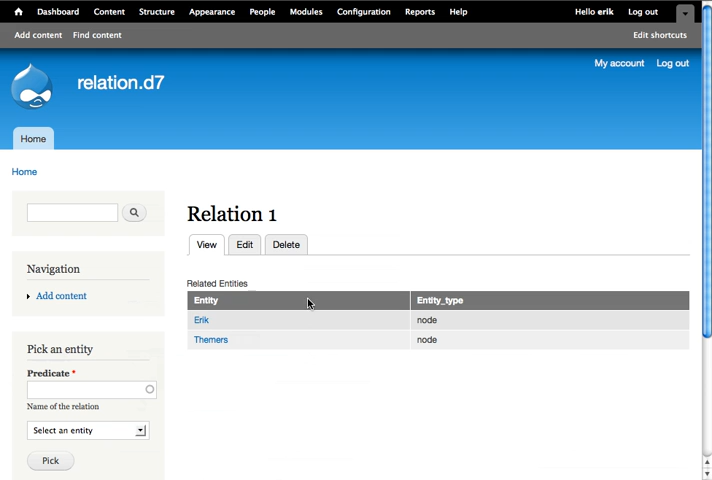 Dashboard Content Structure Appearance People Modules Configuration Reports Help Hello erik Log out
Add content Find content Edit shortcuts
My account Log out
relation.d7
Home
Home
Relation 1
View Edit Delete
Navigation
Add content
Related Entities
Entity Entity_type
Erik node
Themers node
Pick an entity
Predicate *
Name of the relation
Select an entity
Pick